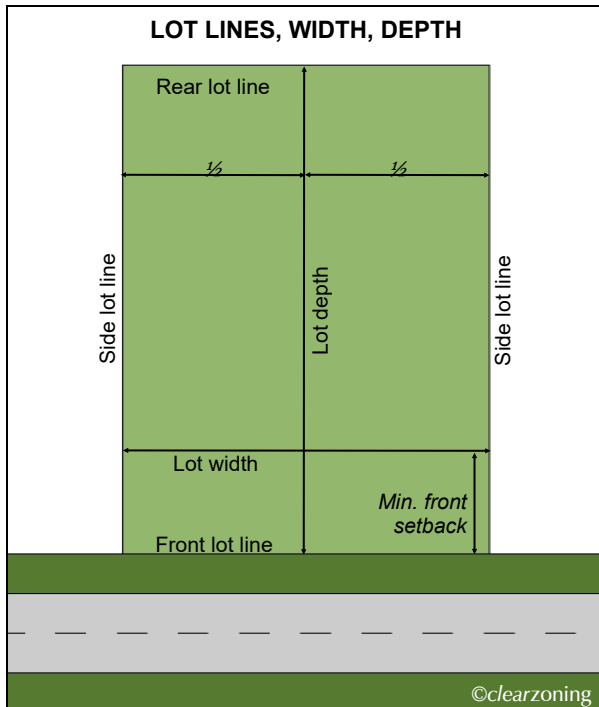 LOT LINES, WIDTH, DEPTH
Rear lot line
½
½
Side lot line
Lot depth
Side lot line
Lot width
Min. front
setback
Front lot line
©clearzoning